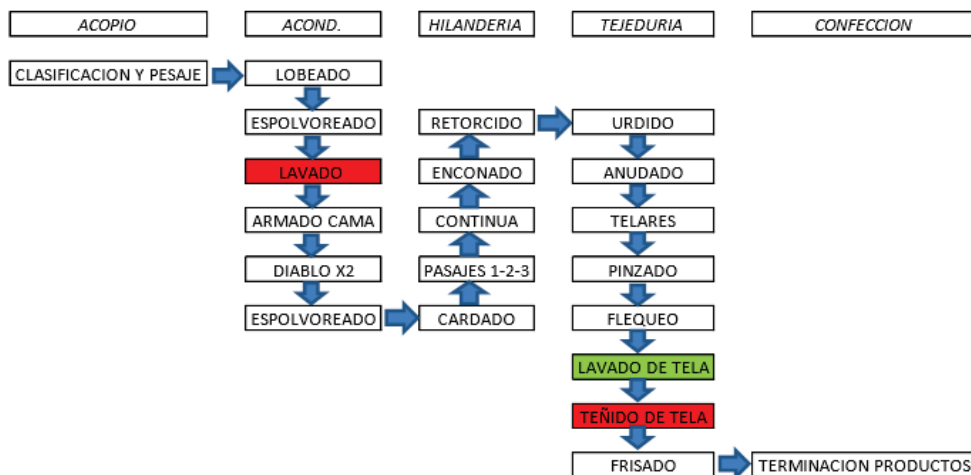 ACOPIO
ACOND.
HILANDERIA
TEJEDURIA
CONFECCION
CLASIFICACION Y PESAJE
LOBEADO
ESPOLVOREADO
LAVADO
ARMADO CAMA
DIABLO X2
ESPOLVOREADO
CARDADO
PASAJES 1-2-3
CONTINUA
ENCONADO
RETORCIDO
URDIDO
ANUDADO
TELARES
PINZADO
FLEQUEO
LAVADO DE TELA
TEÑIDO DE TELA
FRISADO
TERMINACION PRODUCTOS